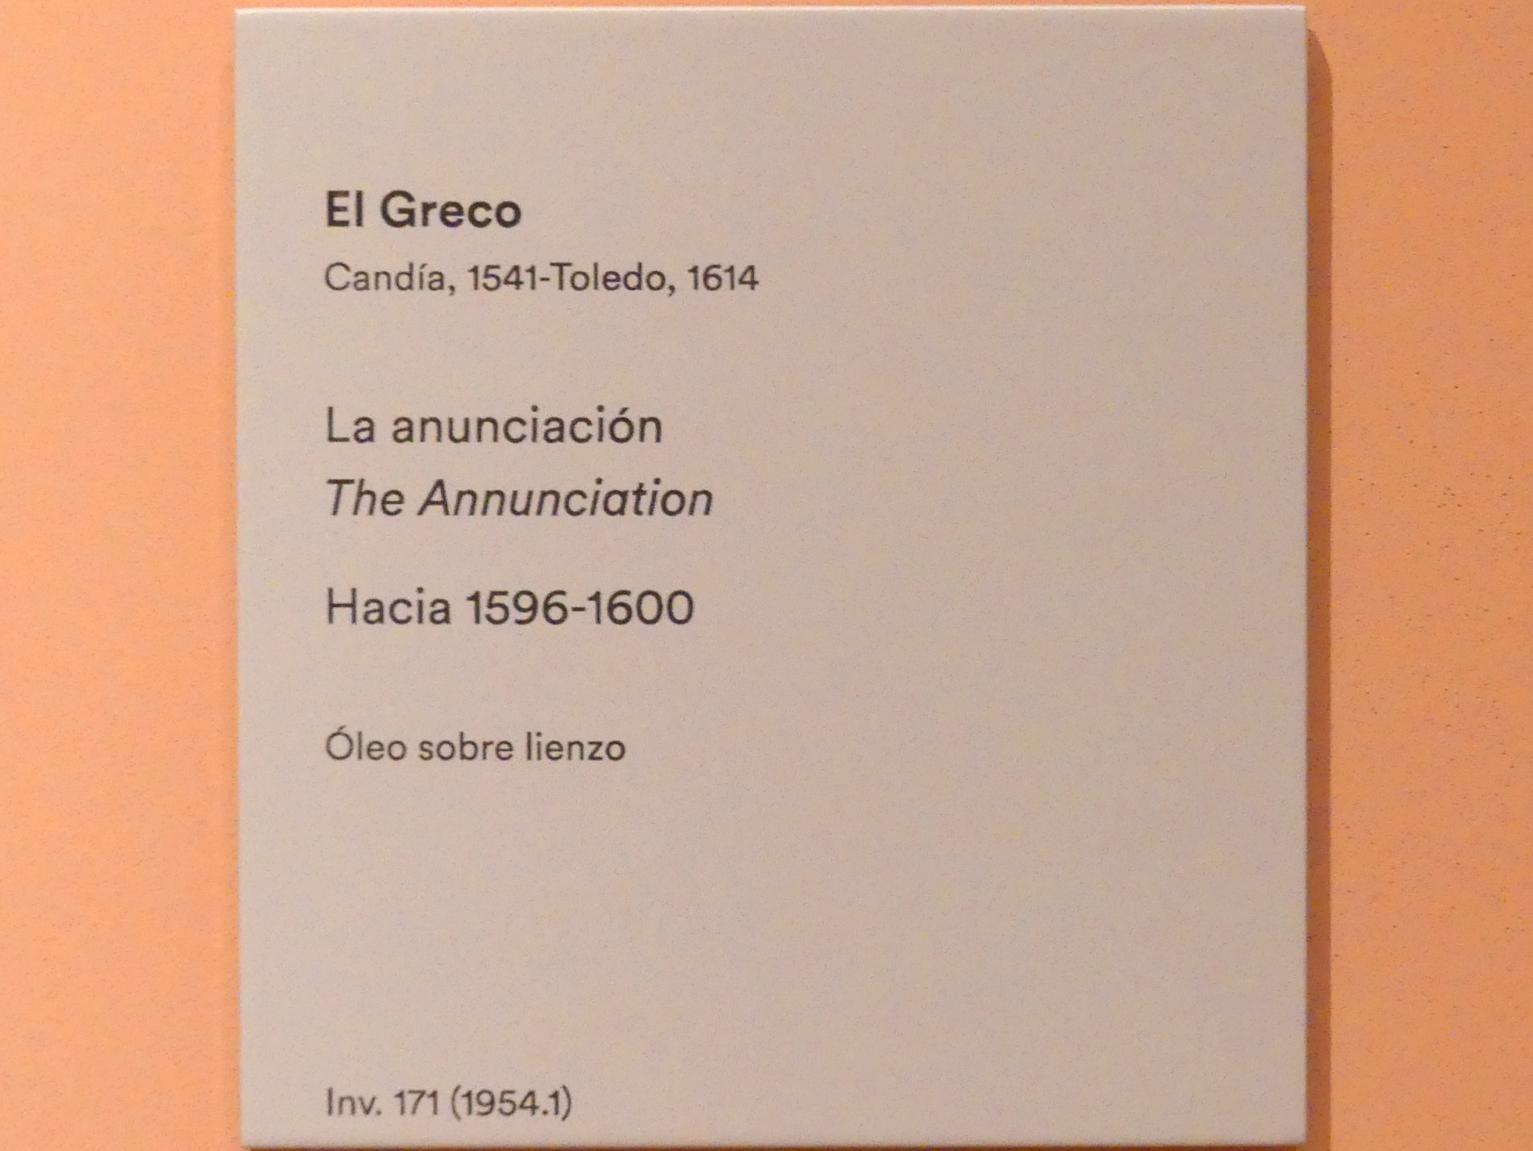 El Greco
Candía, 1541-Toledo, 1614
La anunciación
The Annunciation
Hacia 1596-1600
Óleo sobre lienzo
Inv. 171 (1954.1)